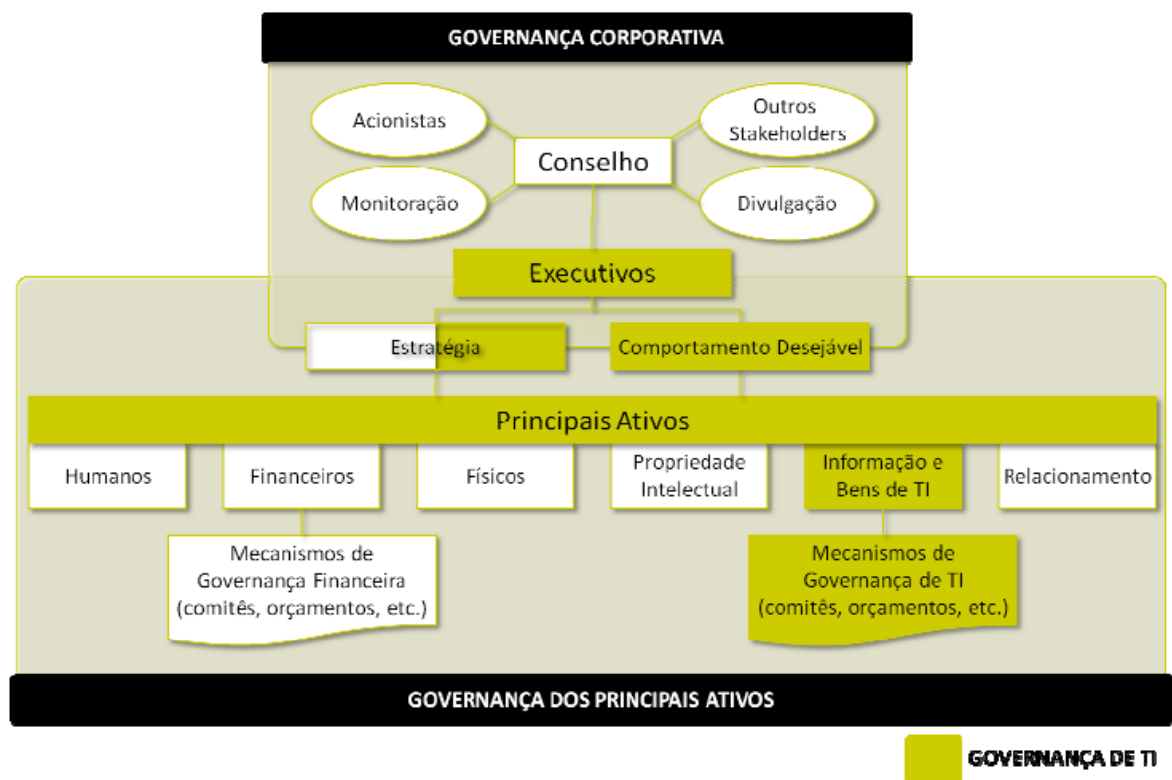 GOVERNANÇA CORPORATIVA
Acionistas
Outros
Stakeholders
Conselho
Monitoração
Divulgação
Executivos
Estratégia
Comportamento Desejável
Principais Ativos
Humanos
Financeiros
Físicos
Propriedade
Intelectual
Informação e
Bens de TI
Relacionamento
Mecanismos de
Governança Financeira
(comitês, orçamentos, etc.)
Mecanismos de
Governança de TI
(comitês, orçamentos, etc.)
GOVERNANÇA DOS PRINCIPAIS ATIVOS
GOVERNANÇA DE TI